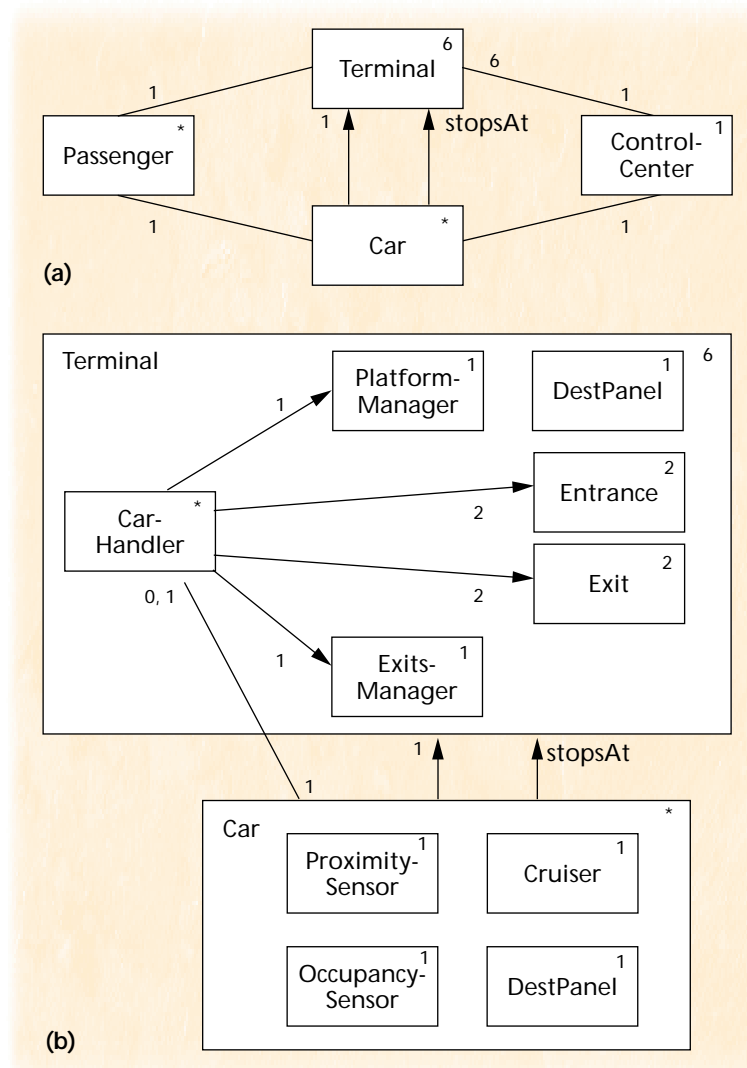 6
Terminal
6
1
1
1
stopsAt
*
Passenger
1
Control-
Center
1
*
Car
1
(a)
Terminal
1
Platform-
Manager
1
DestPanel
6
1
*
Car-
Handler
2
Entrance
2
2
Exit
2
0, 1
1
Exits-
Manager
1
1
stopsAt
1
Car
*
1
Proximity-
Sensor
1
Cruiser
1
Occupancy-
Sensor
1
DestPanel
(b)